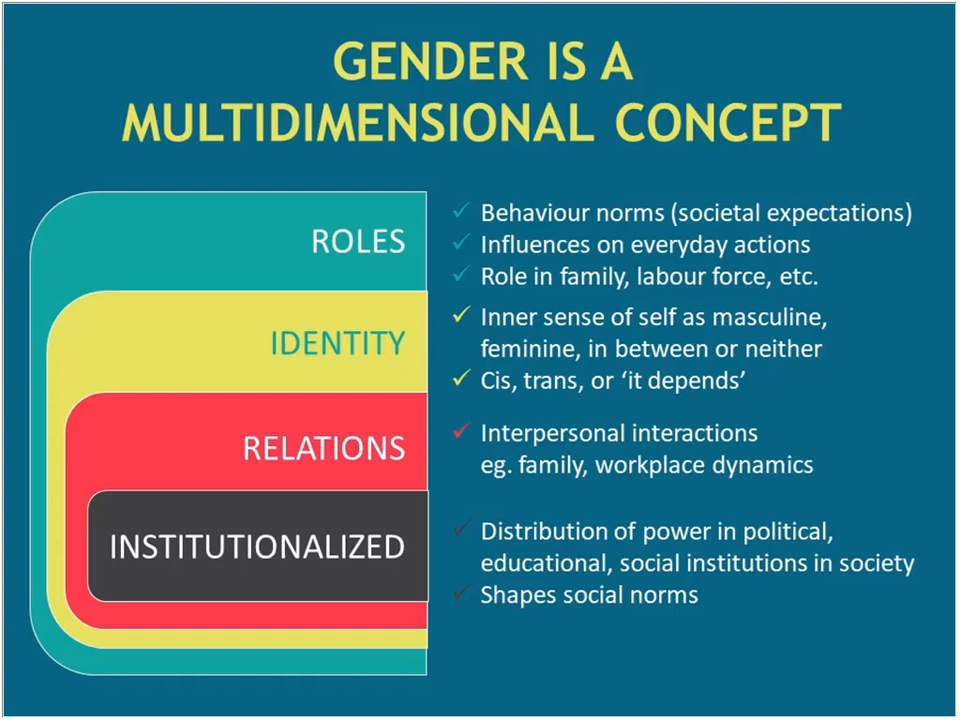 GENDER IS A
MULTIDIMENSIONAL CONCEPT
ROLES
Behaviour norms (societal expectations)
Influences on everyday actions
Role in family, labour force, etc.
IDENTITY
Inner sense of self as masculine,
feminine, in between or neither
Cis, trans, or ‘it depends’
RELATIONS
Interpersonal interactions
eg. family, workplace dynamics
INSTITUTIONALIZED
Distribution of power in political,
educational, social institutions in society
Shapes social norms